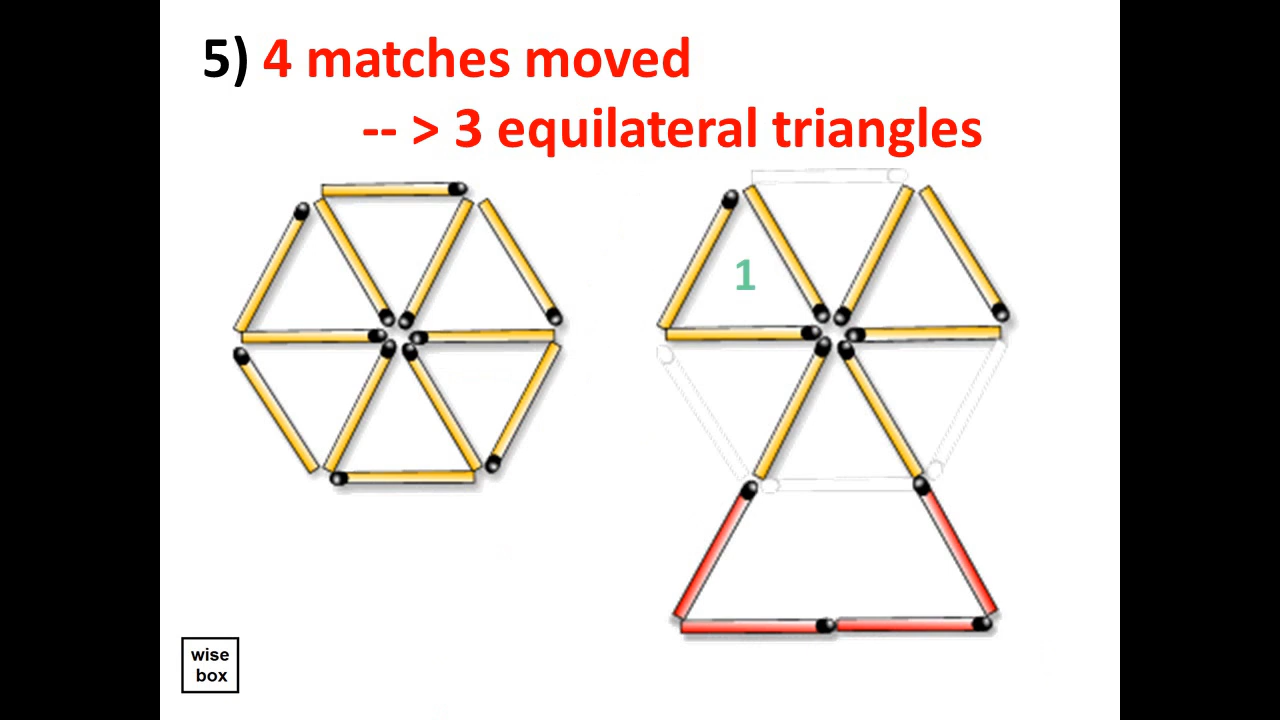 5) 4 matches moved
-- > 3 equilateral triangles
1
wise
box